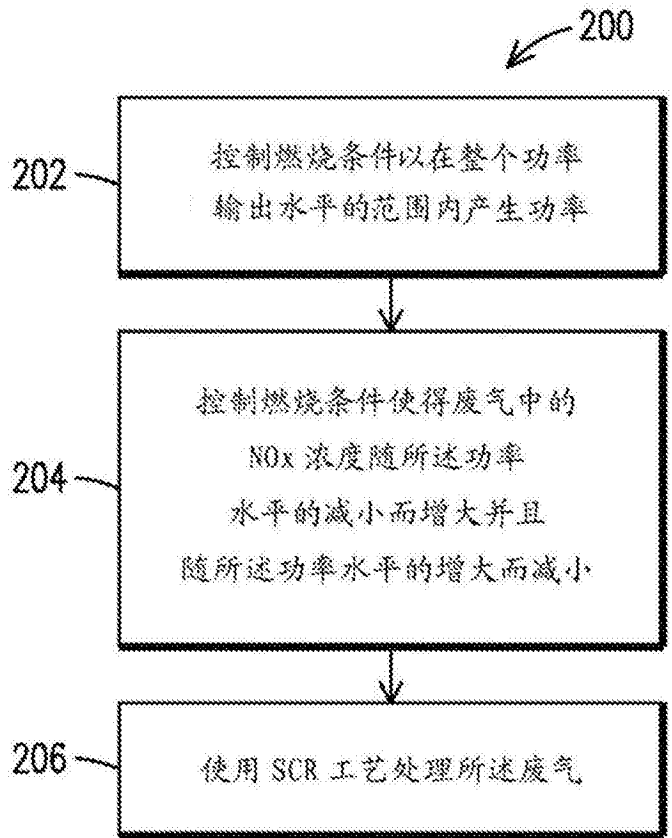 200
202
控制燃烧条件以在整个功率
输出水平的范围内产生功率
204
控制燃烧条件使得废气中的
NOx 浓度随所述功率
水平的减小而增大并且
随所述功率水平的增大而减小
206
使用 SCR 工艺处理所述废气